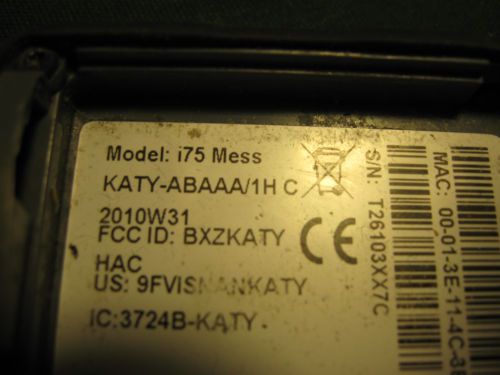 Model: i75 Mess
KATY-ABAAA/1H C
2010W31
FCC ID: BXZKATY
HAC
US: 9FVISNANKATY
IC:3724B-KATY
CE
S/N: T26103XX7C
MAC: 00-01-3E-11-4C-3